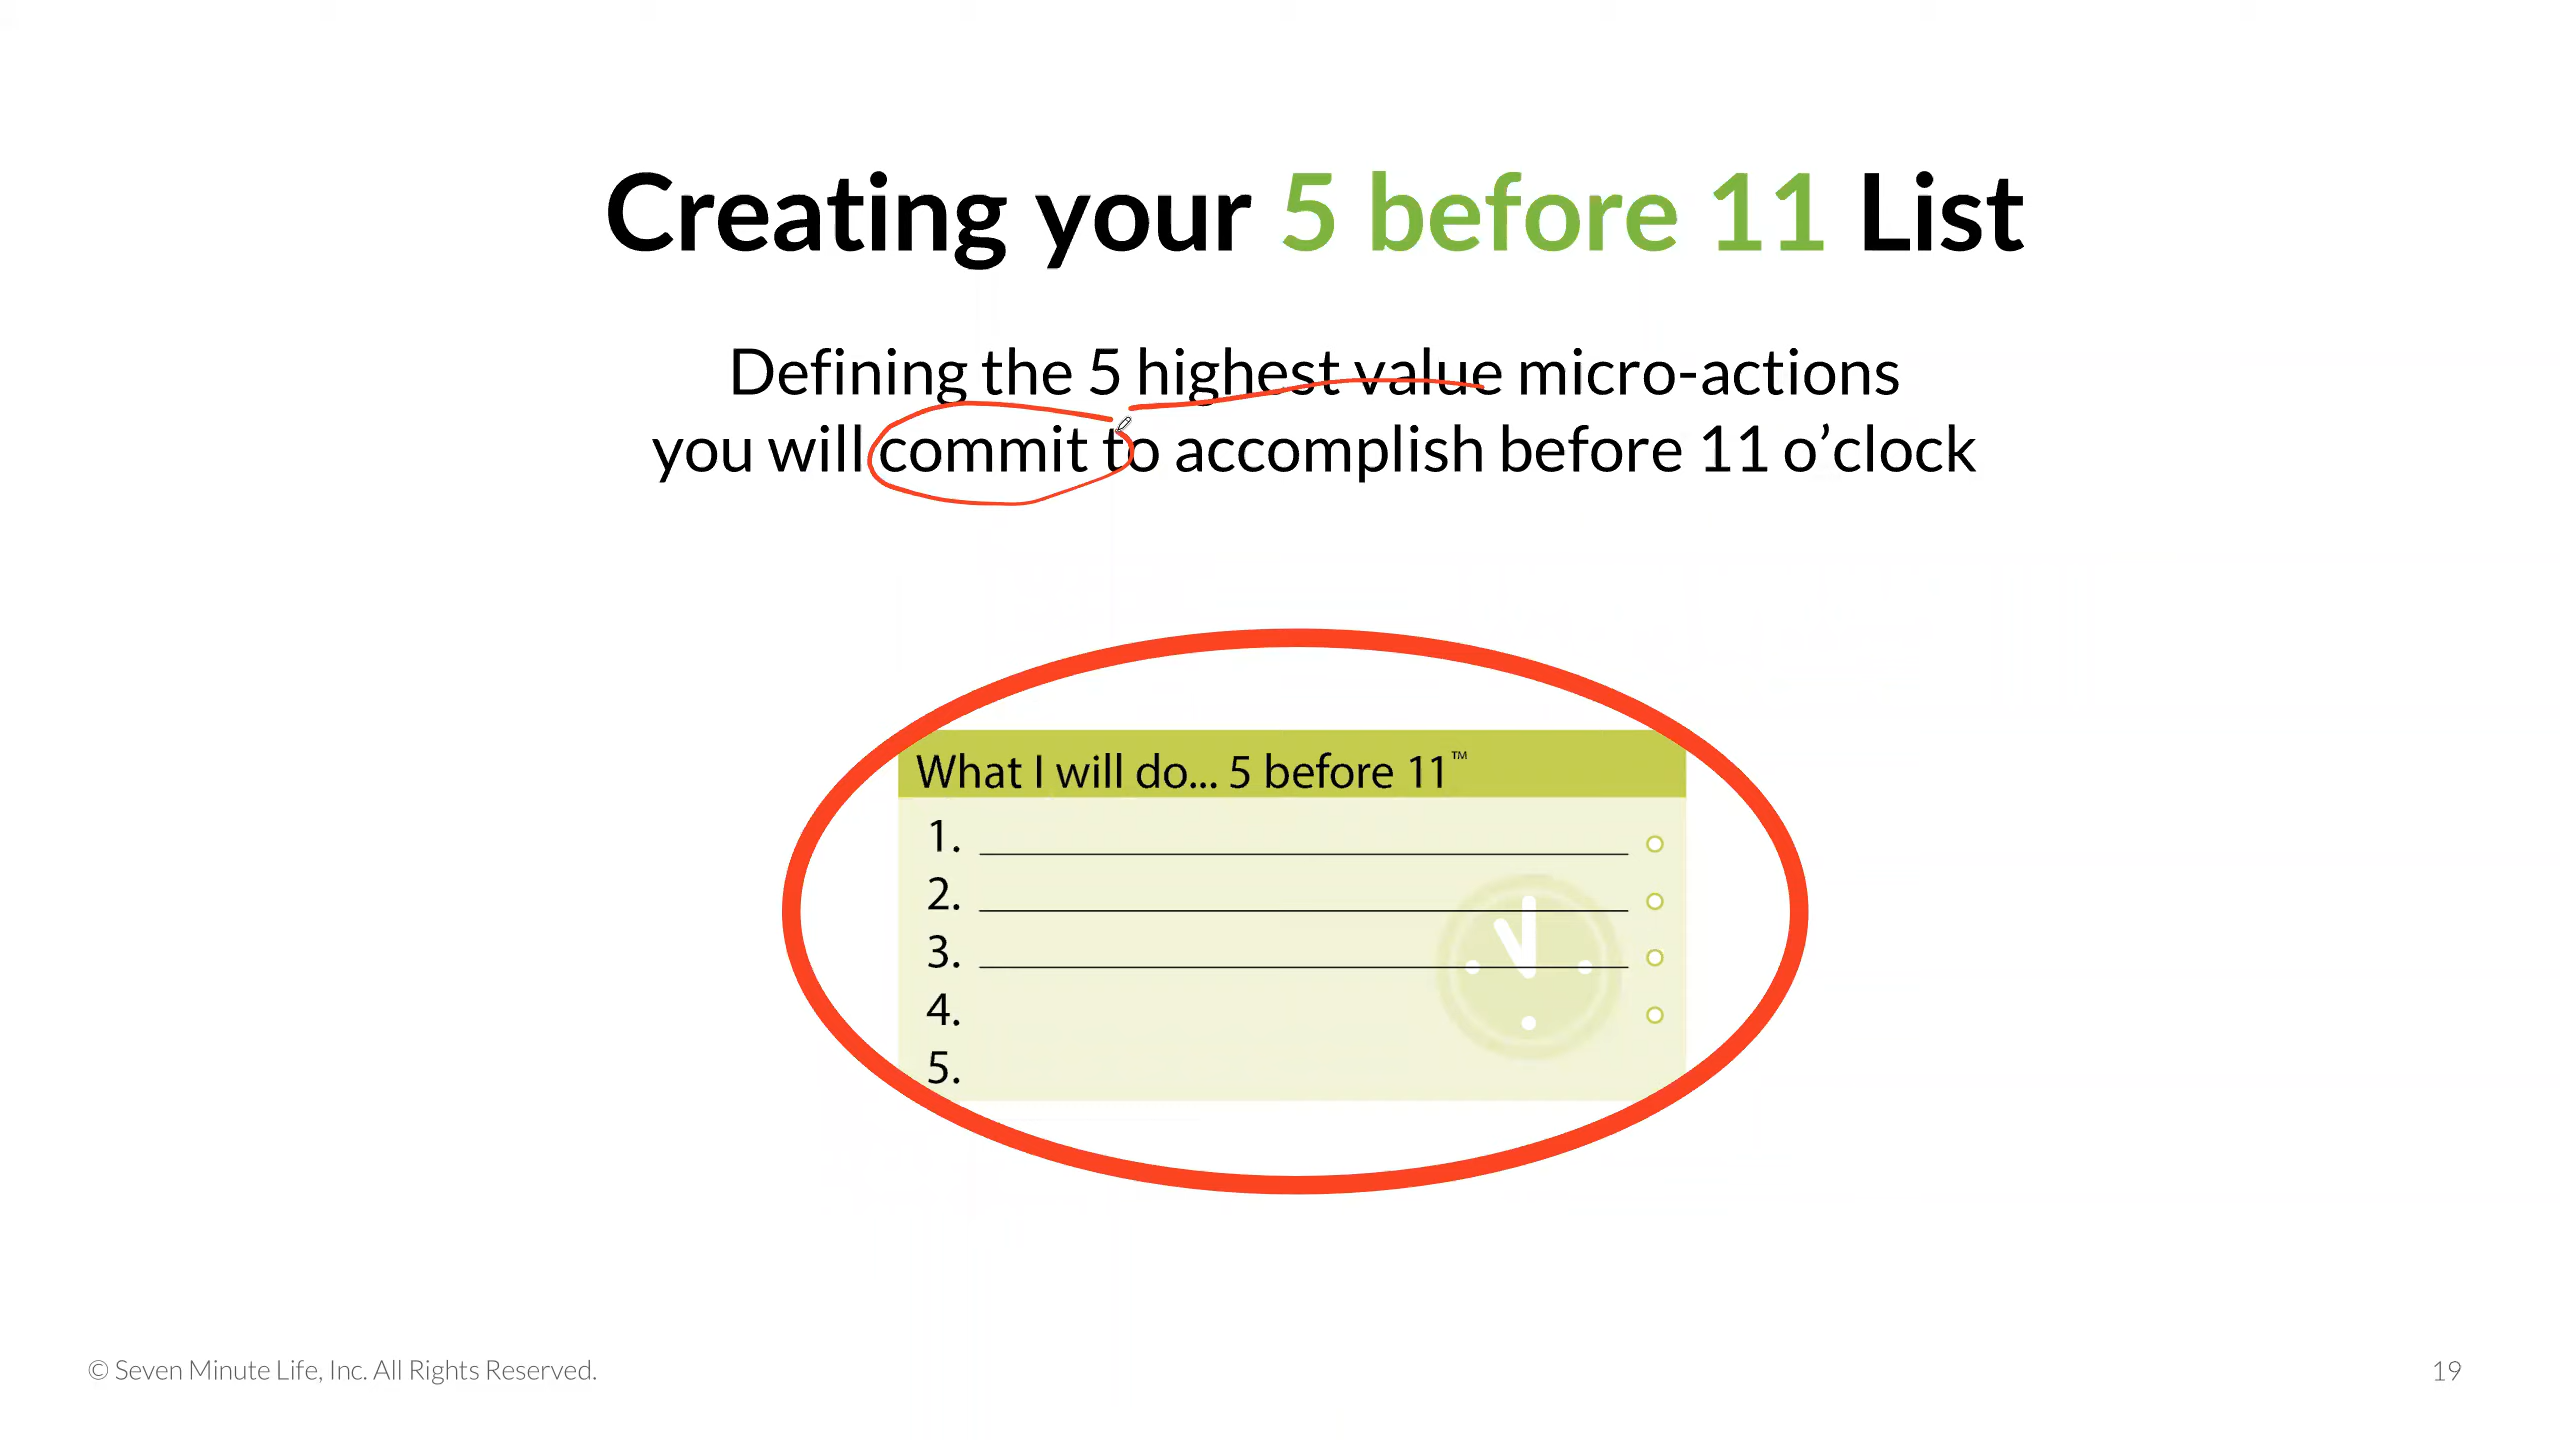 Creating your 5 before 11 List
Defining the 5 highest value micro-actions
you will commit to accomplish before 11 o’clock
What I will do... 5 before 11™
1.
2.
3.
4.
5.
© Seven Minute Life, Inc. All Rights Reserved.
19